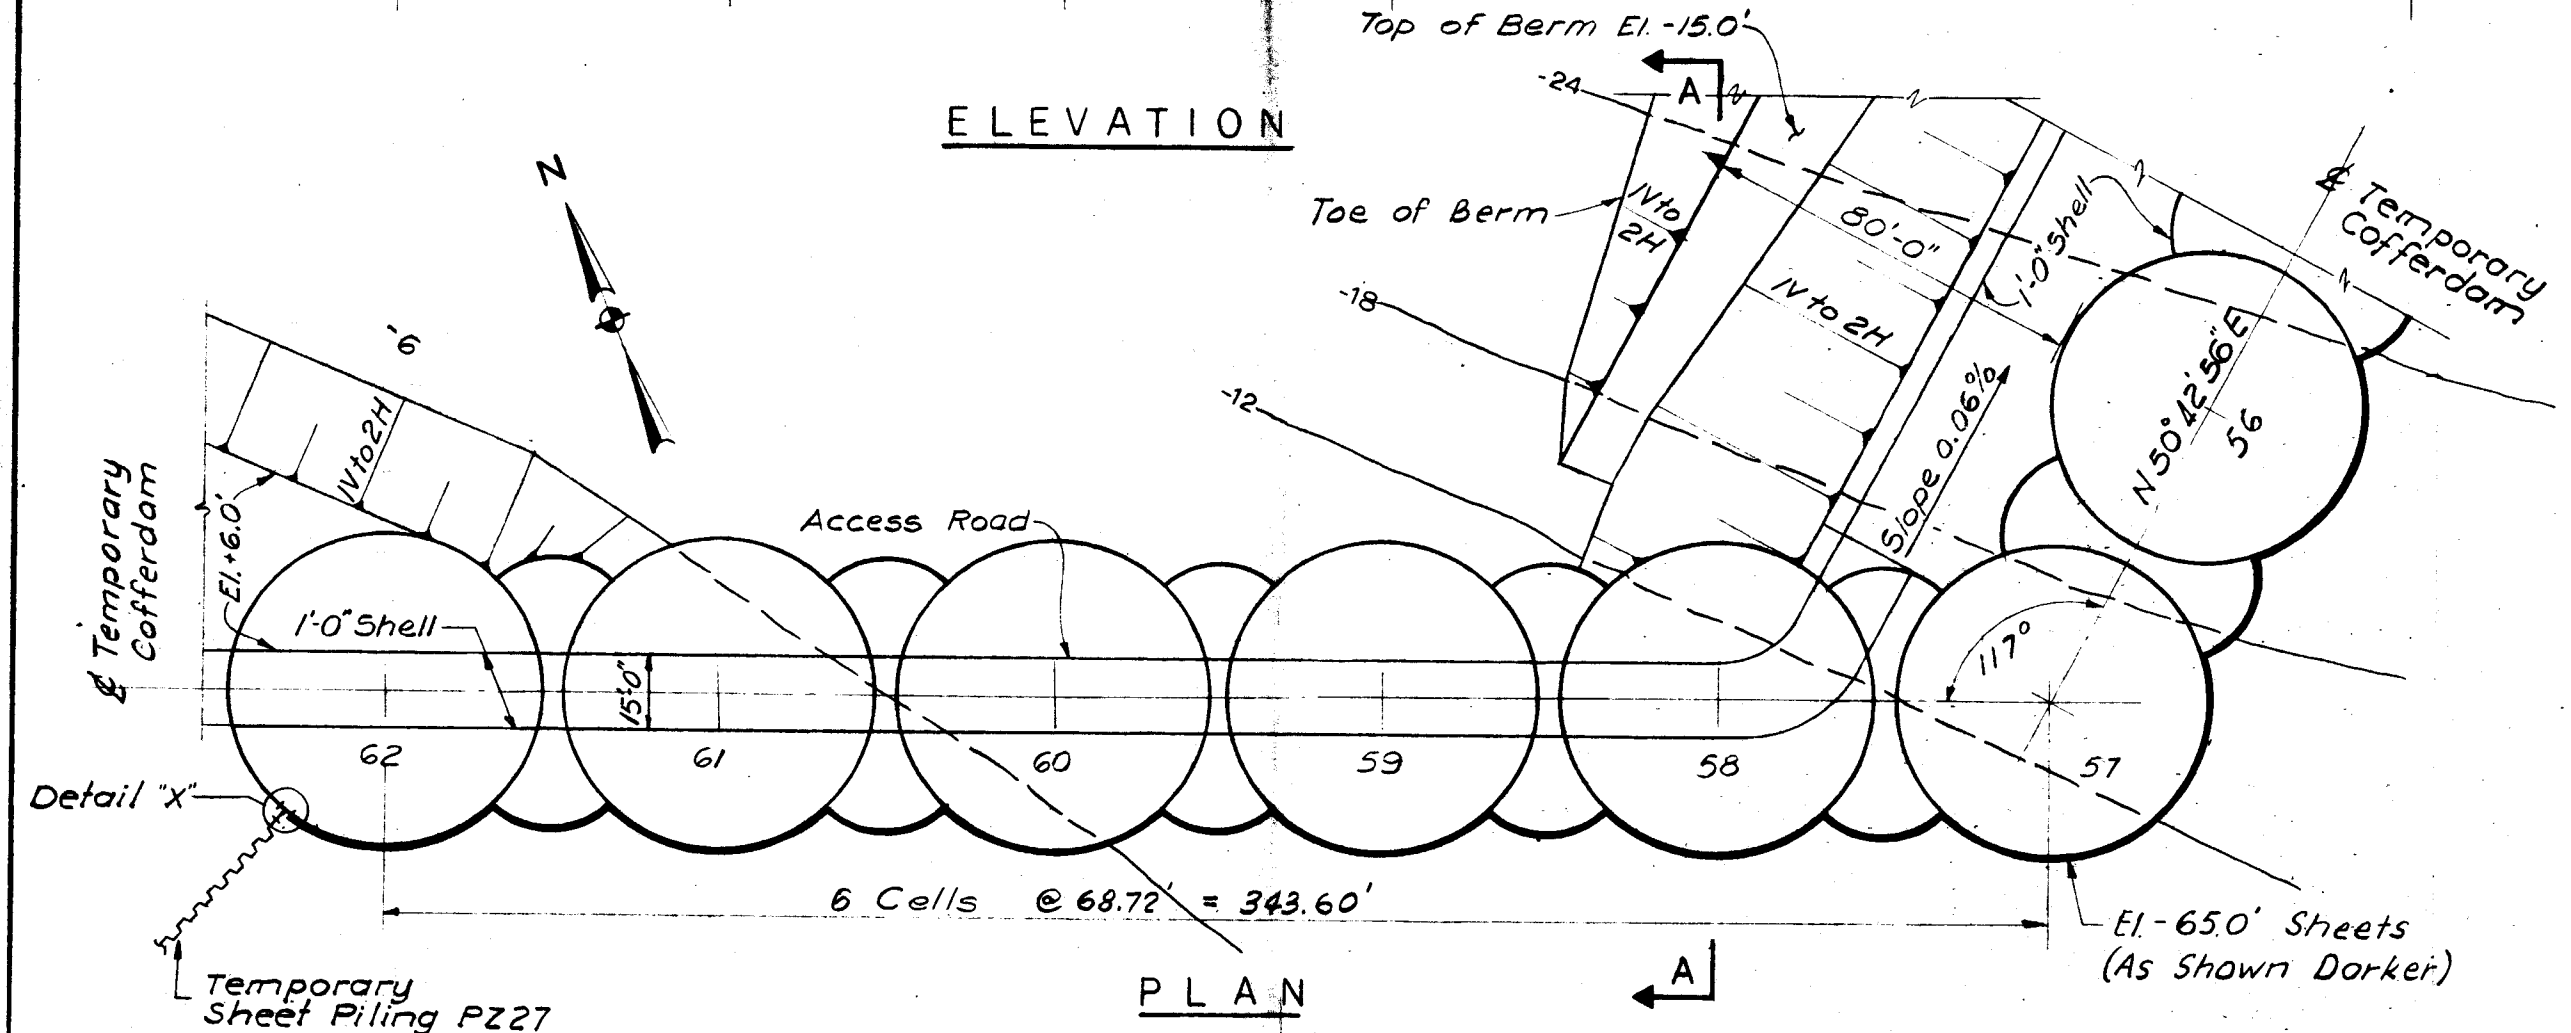 Top of Berm El. -15.0'
ELEVATION
A
-24
N
Toe of Berm
1V to
2H
80'-0"
1'-0" Shell
℄ Temporary
Cofferdam
-18
1V to 2H
'6
-12
N 50° 42' 56" E
56
Slope 0.06%
1V to 2H
℄ Temporary
Cofferdam
El. +6.0'
Access Road
1'-0" Shell
15'-0"
117°
62
61
60
59
58
57
Detail "X"
6 Cells @ 68.72' = 343.60'
El. -65.0' Sheets
(As Shown Darker)
A
PLAN
Temporary
Sheet Piling PZ27